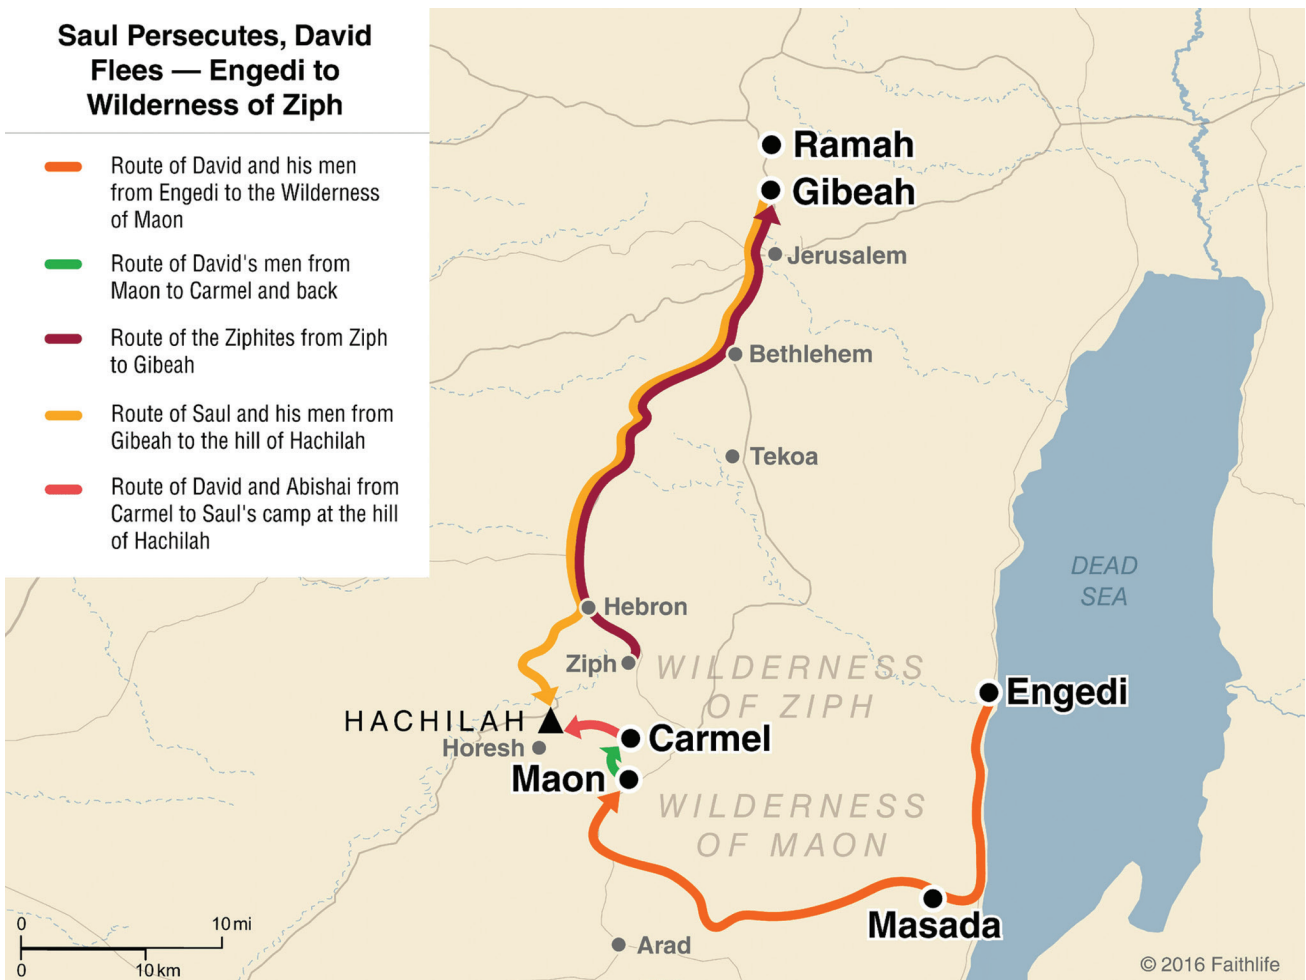 Saul Persecutes, David
Flees — Engedi to
Wilderness of Ziph
Route of David and his men
from Engedi to the Wilderness
of Maon
Route of David's men from
Maon to Carmel and back
Route of the Ziphites from Ziph
to Gibeah
Route of Saul and his men from
Gibeah to the hill of Hachilah
Route of David and Abishai from
Carmel to Saul's camp at the hill
of Hachilah
Ramah
Gibeah
Jerusalem
Bethlehem
Tekoa
DEAD
SEA
Hebron
Ziph
WILDERNESS
OF ZIPH
Engedi
HACHILAH
Carmel
Horesh
Maon
WILDERNESS
OF MAON
Masada
Arad
0 10 mi
0 10 km
© 2016 Faithlife